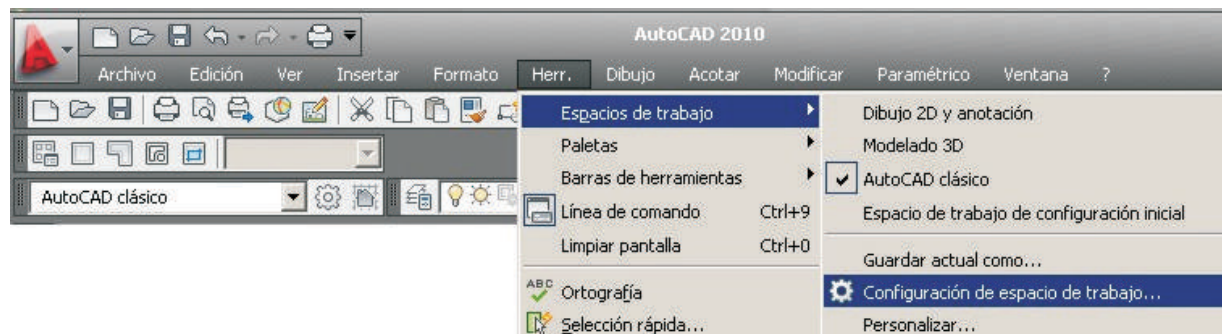 AutoCAD 2010
Archivo Edición Ver Insertar Formato Herr. Dibujo Acotar Modificar Paramétrico Ventana ?
Espacios de trabajo
Dibujo 2D y anotación
Paletas
Modelado 3D
Barras de herramientas
AutoCAD clásico
AutoCAD clásico
Línea de comando Ctrl+9
Espacio de trabajo de configuración inicial
Limpiar pantalla Ctrl+0
Guardar actual como...
ABC
Ortografía
Configuración de espacio de trabajo...
Selección rápida...
Personalizar...